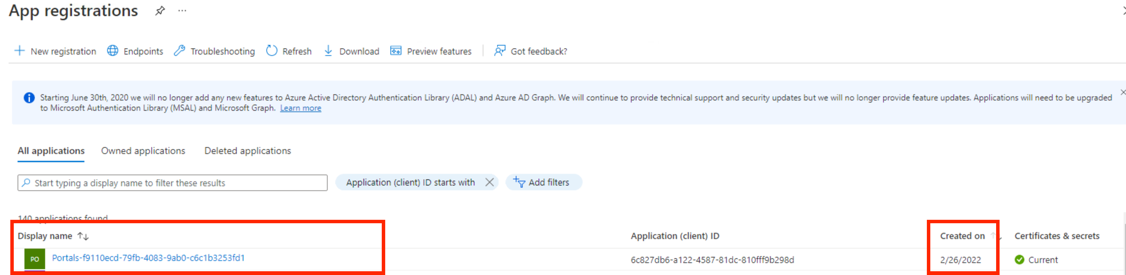 App registrations
New registration Endpoints Troubleshooting Refresh Download Preview features Got feedback?
Starting June 30th, 2020 we will no longer add any new features to Azure Active Directory Authentication Library (ADAL) and Azure AD Graph. We will continue to provide technical support and security updates but we will no longer provide feature updates. Applications will need to be upgraded
to Microsoft Authentication Library (MSAL) and Microsoft Graph. Learn more
All applications Owned applications Deleted applications
Start typing a display name to filter these results Application (client) ID starts with Add filters
140 applications found
Display name Application (client) ID Created on Certificates & secrets
PO Portals-f9110ecd-79fb-4083-9ab0-c6c1b3253fd1 6c827db6-a122-4587-81dc-810fff9b298d 2/26/2022 Current